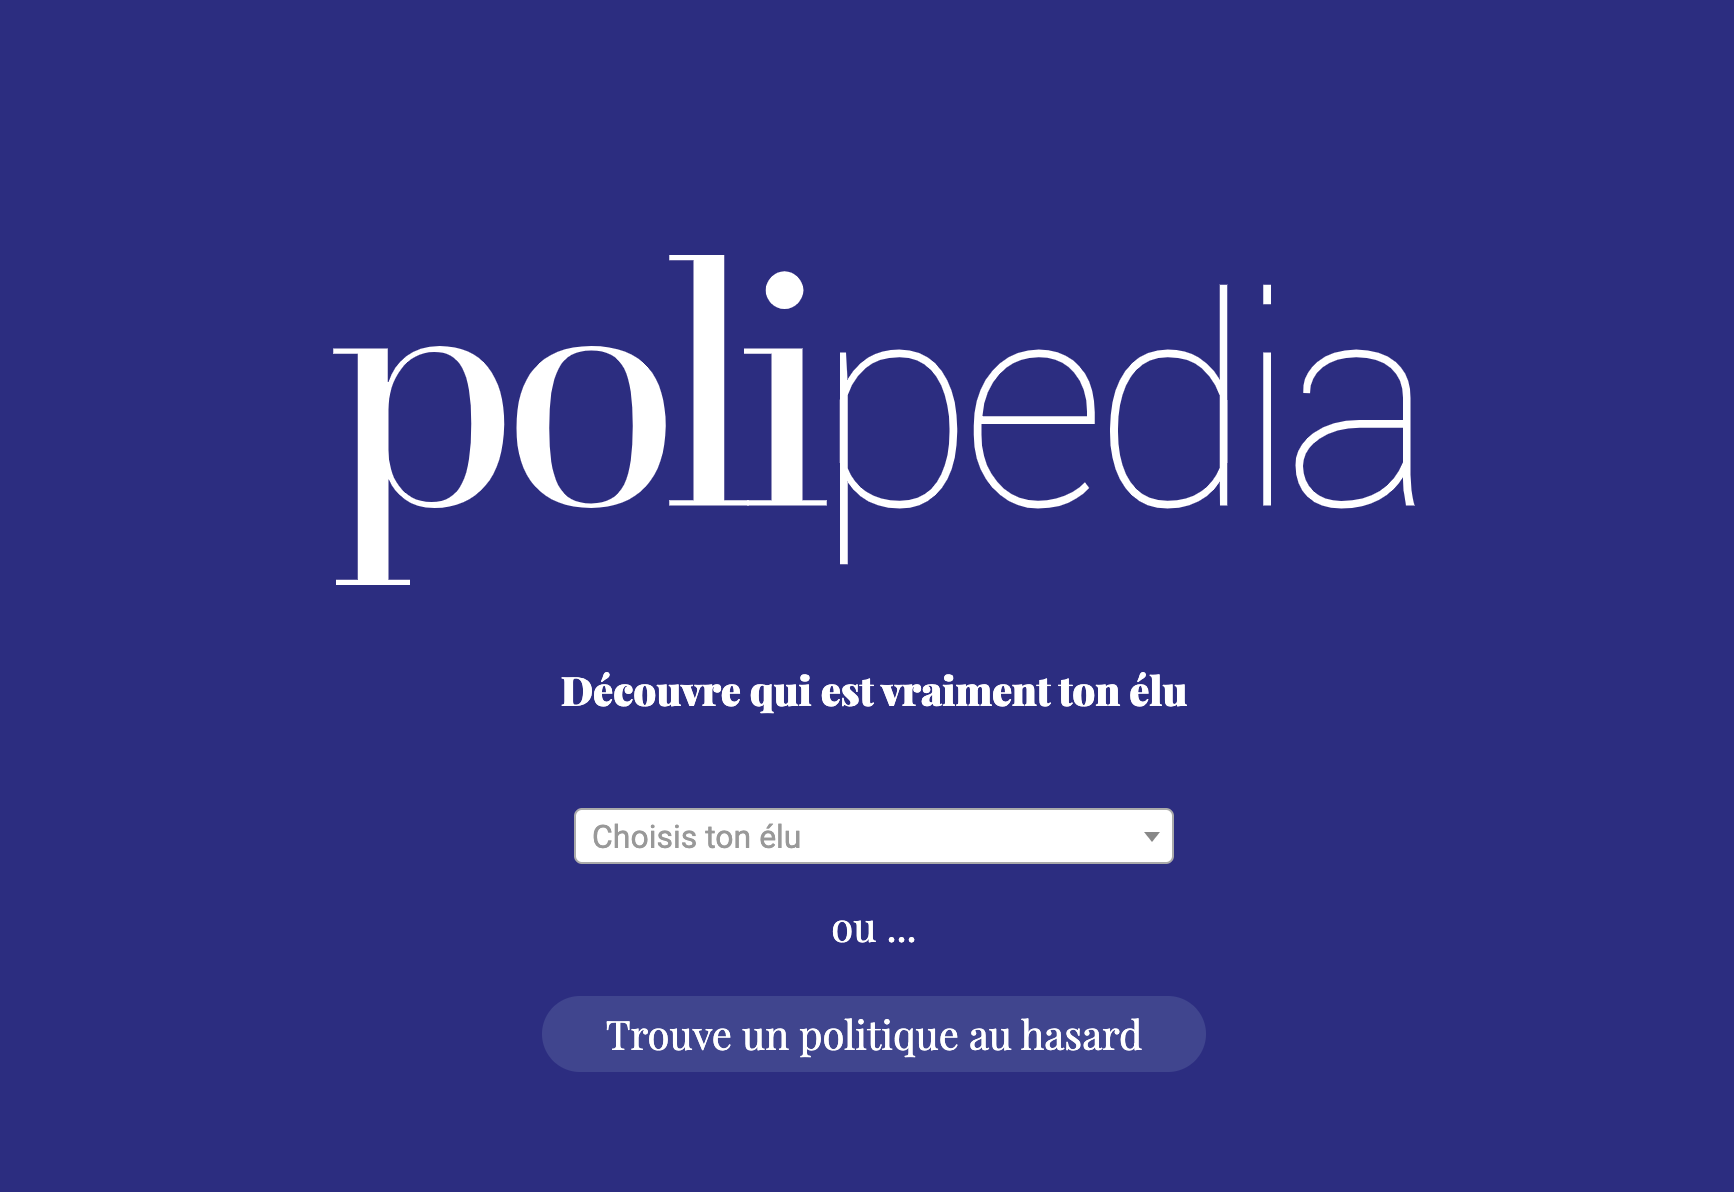 polipedia
Découvre qui est vraiment ton élu
Choisis ton élu
ou ...
Trouve un politique au hasard